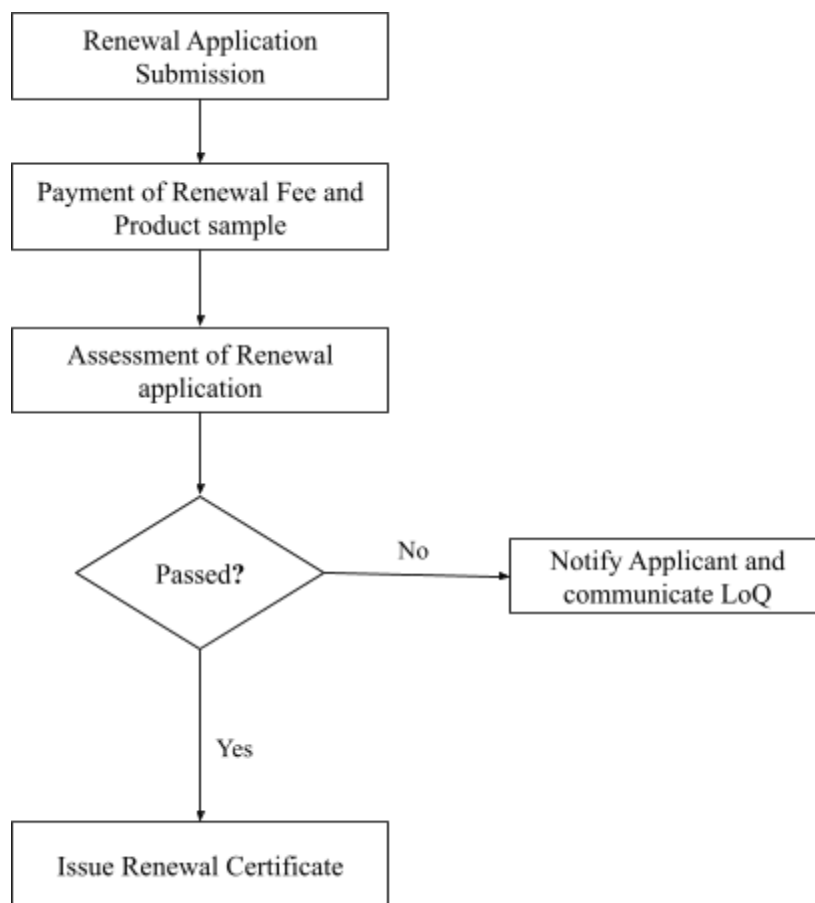 Renewal Application
Submission
Payment of Renewal Fee and
Product sample
Assessment of Renewal
application
Passed?
No
Notify Applicant and
communicate LoQ
Yes
Issue Renewal Certificate